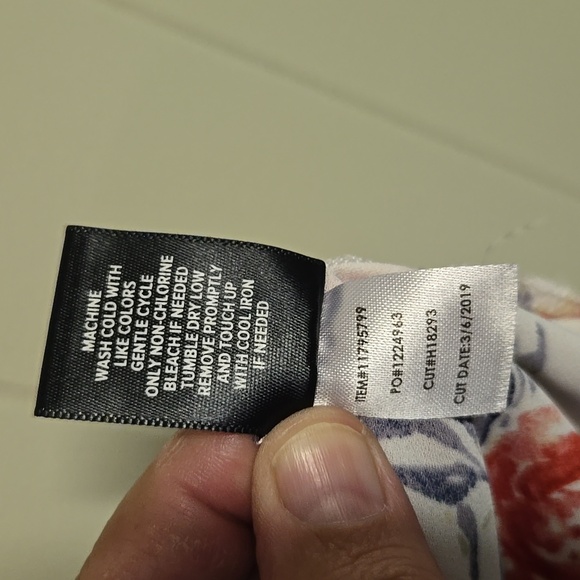 MACHINE
WASH COLD WITH
LIKE COLORS
GENTLE CYCLE
ONLY NON-CHLORINE
BLEACH IF NEEDED
TUMBLE DRY LOW
REMOVE PROMPTLY
AND TOUCH UP
WITH COOL IRON
IF NEEDED
ITEM#11795799
PO#1224963
CUT#H18293
CUT DATE:3/6/2019